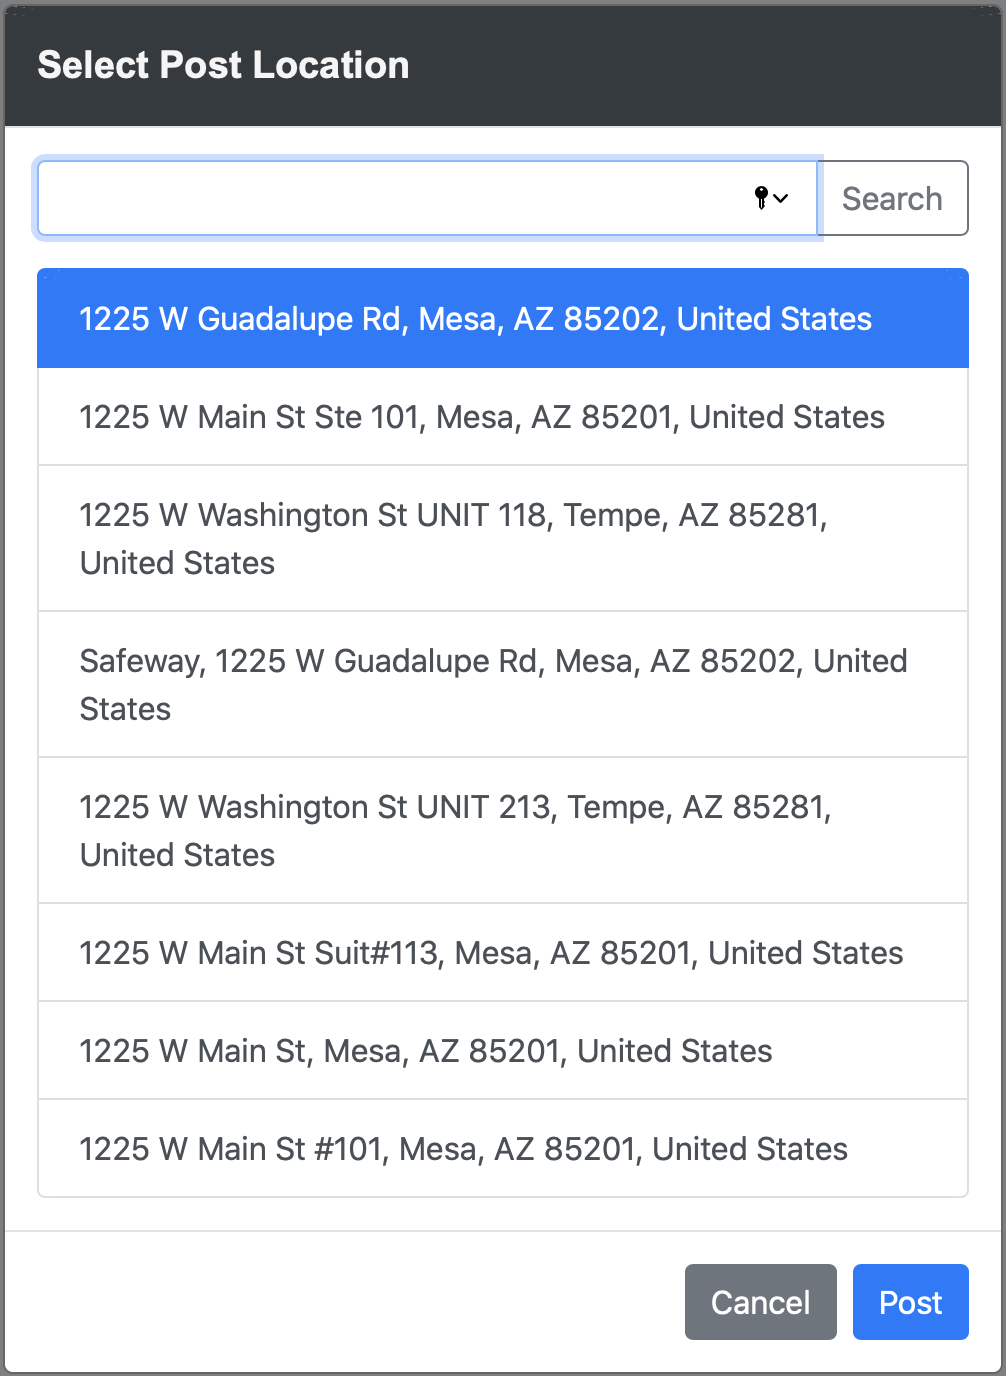 Select Post Location
Search
1225 W Guadalupe Rd, Mesa, AZ 85202, United States
1225 W Main St Ste 101, Mesa, AZ 85201, United States
1225 W Washington St UNIT 118, Tempe, AZ 85281,
United States
Safeway, 1225 W Guadalupe Rd, Mesa, AZ 85202, United
States
1225 W Washington St UNIT 213, Tempe, AZ 85281,
United States
1225 W Main St Suit#113, Mesa, AZ 85201, United States
1225 W Main St, Mesa, AZ 85201, United States
1225 W Main St #101, Mesa, AZ 85201, United States
Cancel
Post